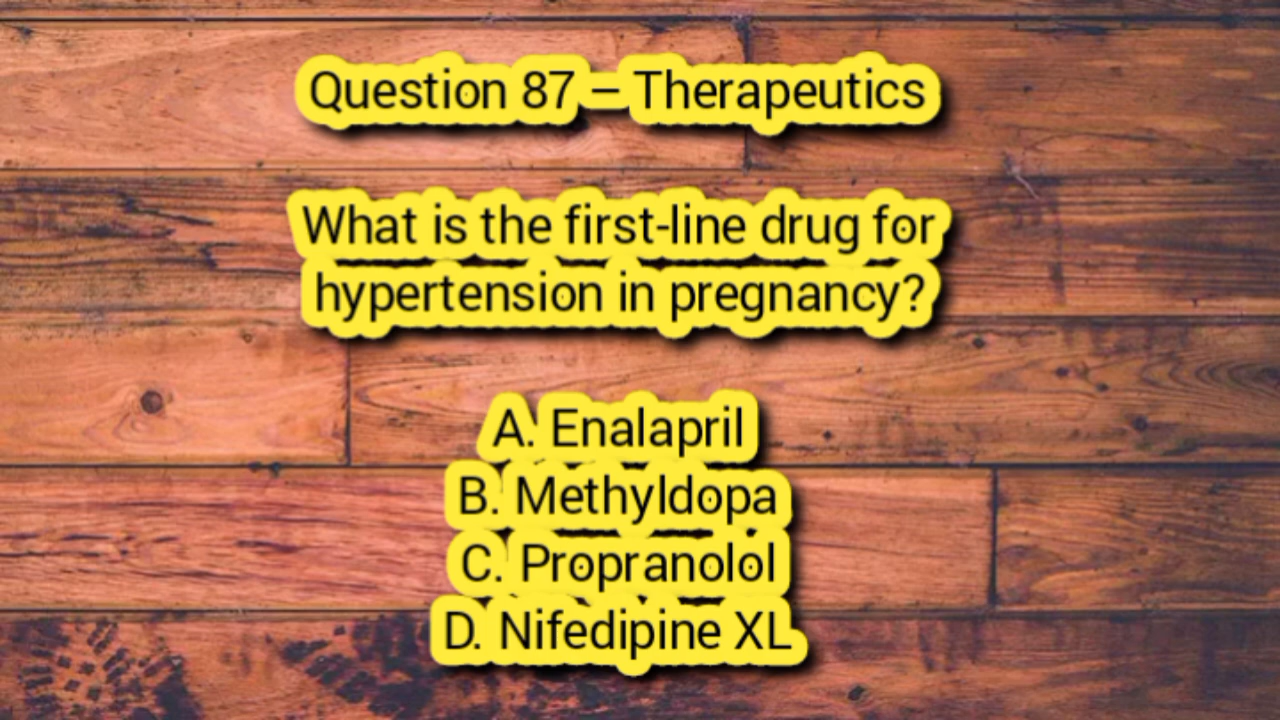 Question 87 – Therapeutics
What is the first-line drug for
hypertension in pregnancy?
A. Enalapril
B. Methyldopa
C. Propranolol
D. Nifedipine XL